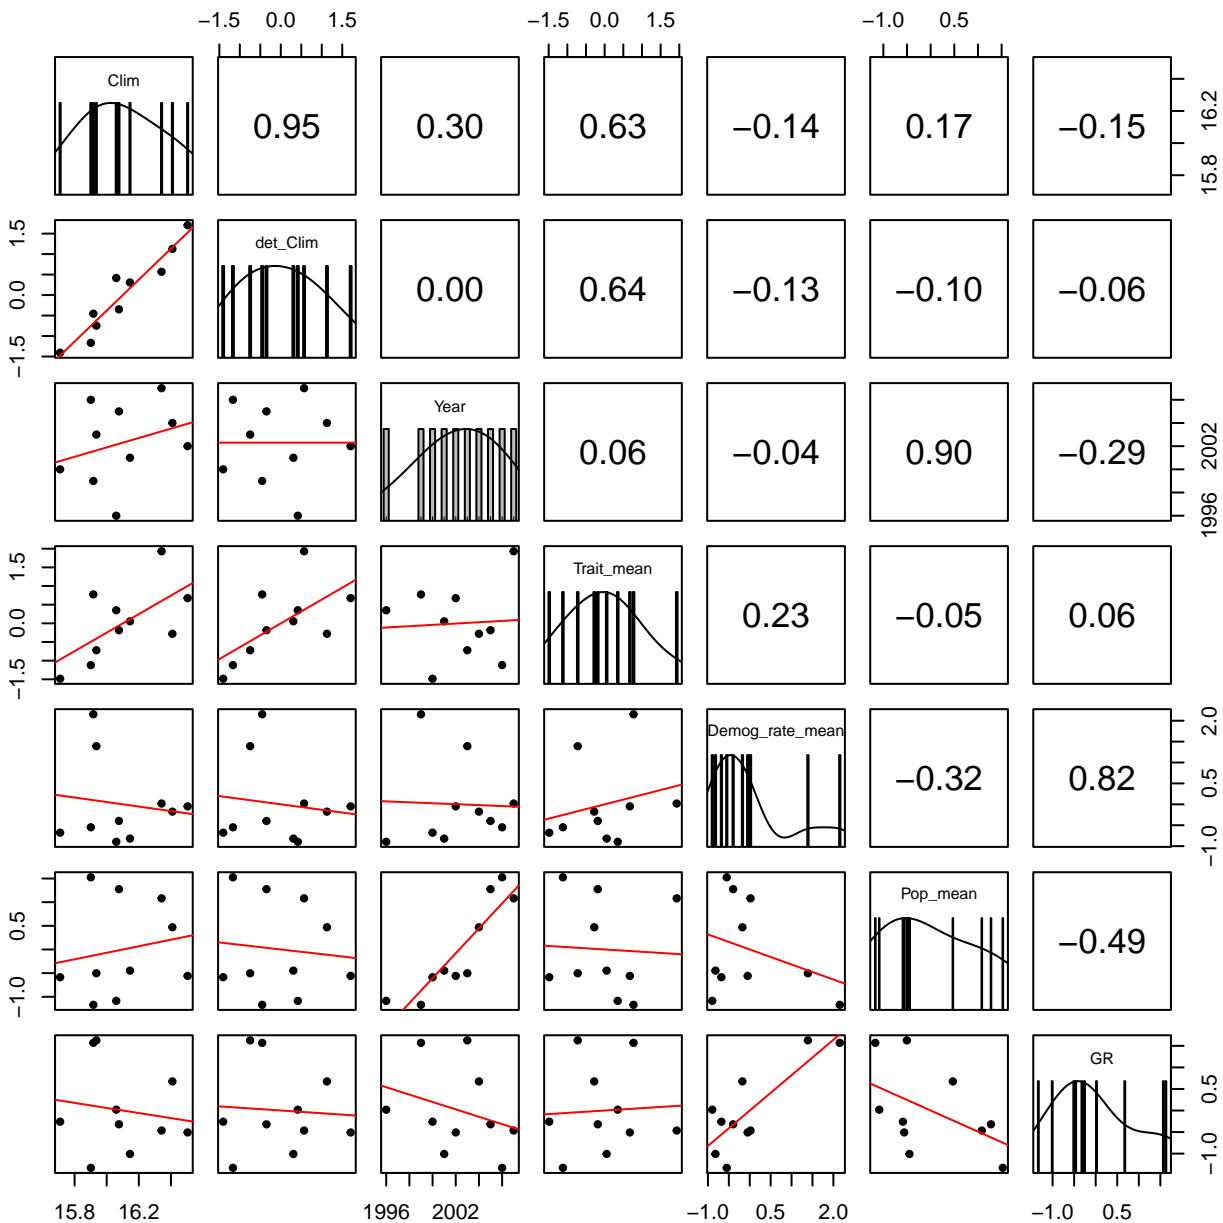 −1.5 0.0 1.5 −1.5 0.0 1.5 −1.0 0.5
Clim 0.95 0.30 0.63 −0.14 0.17 −0.15
15.8 16.2
−1.5 0.0 1.5
det_Clim 0.00 0.64 −0.13 −0.10 −0.06
Year 0.06 −0.04 0.90 −0.29
1996 2002
−1.5 0.0 1.5
Trait_mean 0.23 −0.05 0.06
Demog_rate_mean −0.32 0.82
−1.0 0.5 2.0
−1.0 0.5
Pop_mean −0.49
GR
−1.0 0.5
15.8 16.2 1996 2002 −1.0 0.5 2.0 −1.0 0.5